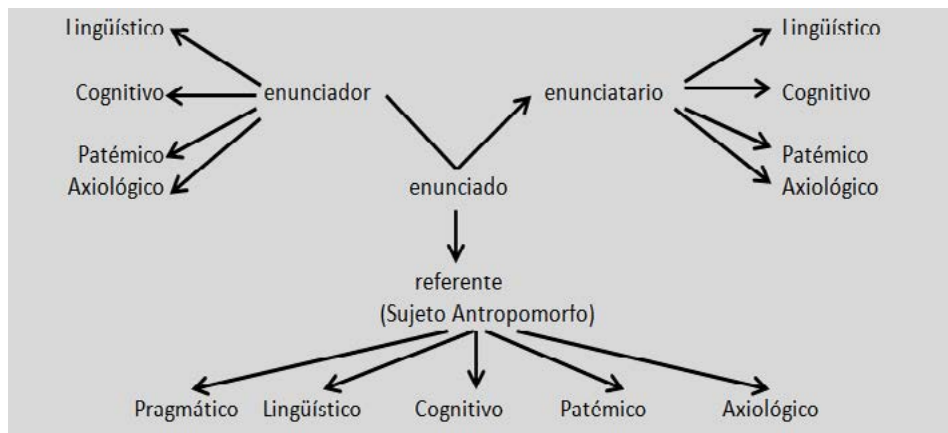 Lingüístico
Lingüístico
Cognitivo
enunciador
enunciatario
Cognitivo
Patémico
Patémico
Axiológico
enunciado
Axiológico
referente
(Sujeto Antropomorfo)
Pragmático
Lingüístico
Cognitivo
Patémico
Axiológico